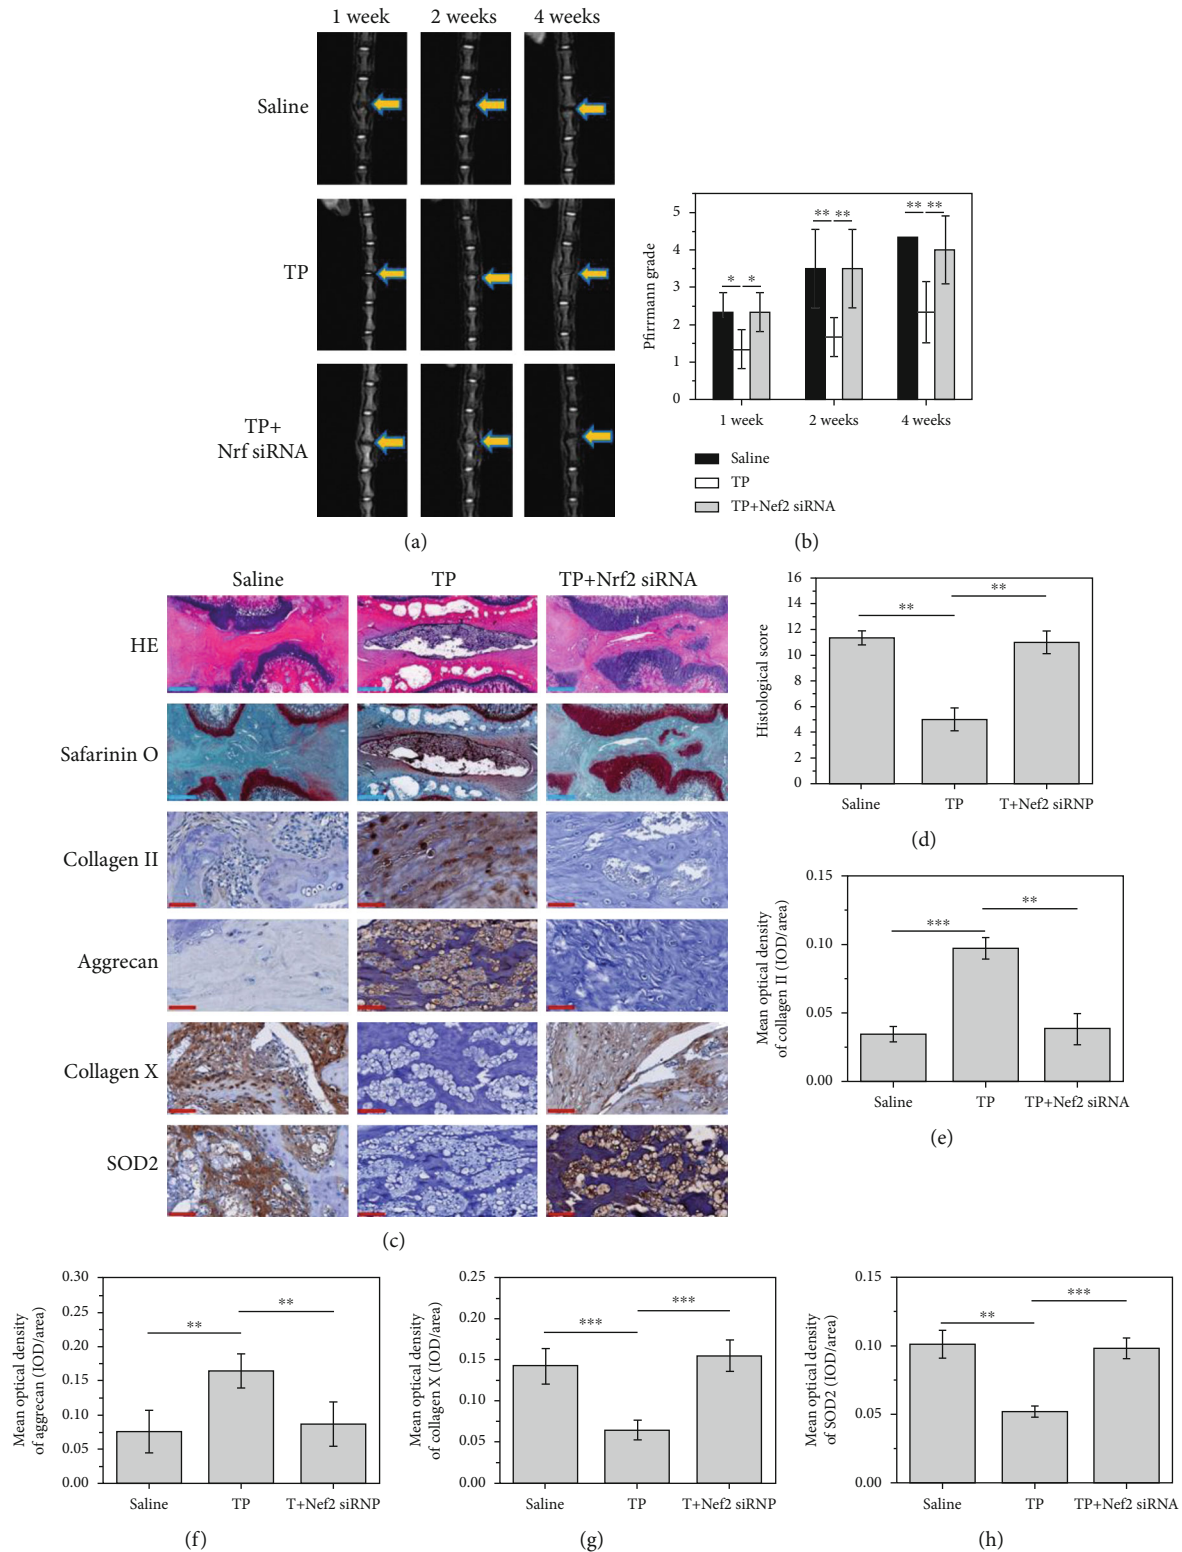 1 week 2 weeks 4 weeks
Saline
TP
TP+
Nrf siRNA
(a)
Pfirrmann grade
5
4
3
2
1
0
* *
** **
** **
1 week 2 weeks 4 weeks
Saline
TP
TP+Nef2 siRNA
(b)
Saline TP TP+Nrf2 siRNA
HE
Safarinin O
Collagen II
Aggrecan
Collagen X
SOD2
(c)
Histological score
16
14
12
10
8
6
4
2
0
** **
Saline TP T+Nef2 siRNP
(d)
Mean optical density
of collagen II (IOD/area)
0.15
0.10
0.05
0.00
*** **
Saline TP TP+Nef2 siRNA
(e)
Mean optical density
of aggrecan (IOD/area)
0.30
0.25
0.20
0.15
0.10
0.05
0.00
** **
Saline TP T+Nef2 siRNP
(f)
Mean optical density
of collagen X (IOD/area)
0.25
0.20
0.15
0.10
0.05
0.00
*** ***
Saline TP T+Nef2 siRNP
(g)
Mean optical density
of SOD2 (IOD/area)
0.15
0.10
0.05
0.00
** ***
Saline TP TP+Nef2 siRNA
(h)